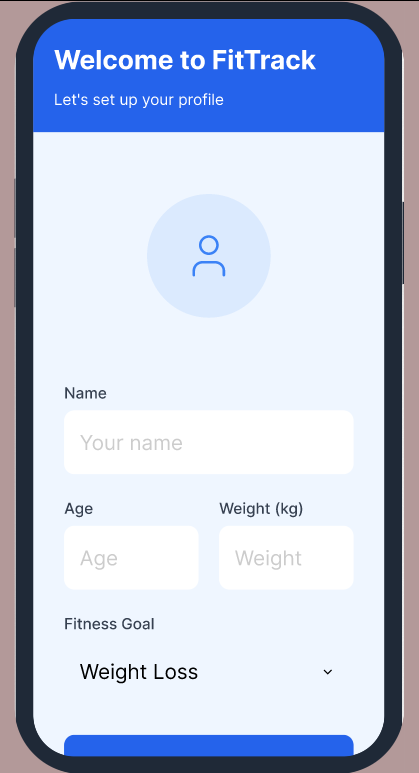 Welcome to FitTrack
Let's set up your profile
Name
Your name
Age Weight (kg)
Age Weight
Fitness Goal
Weight Loss